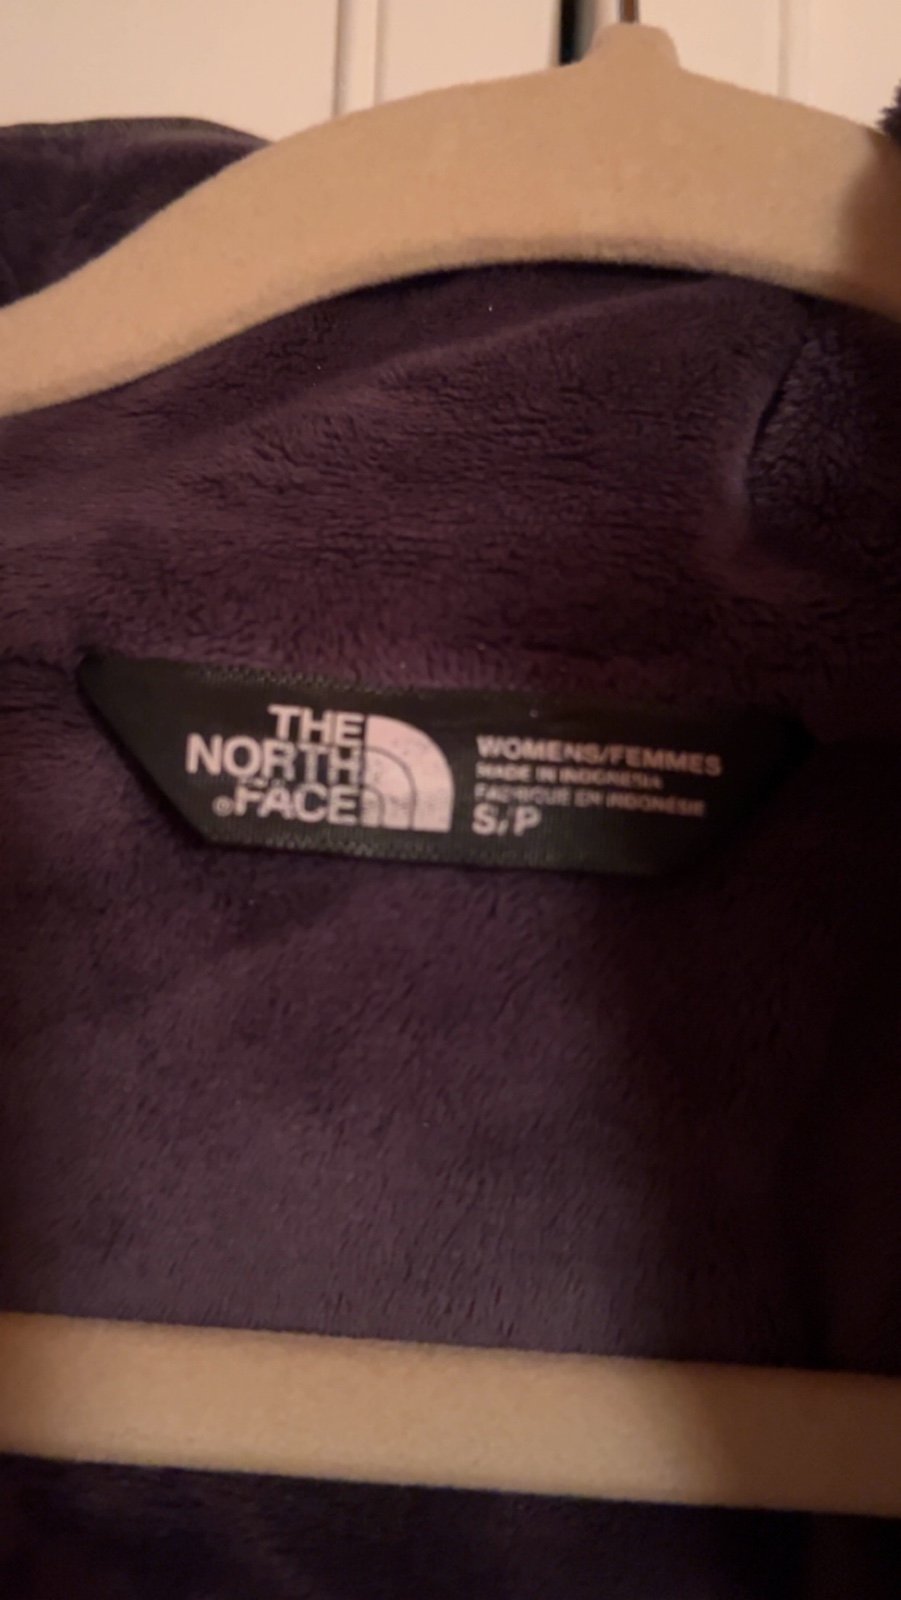 THE
NORTH
FACE
®
WOMENS/FEMMES
MADE IN INDONESIA
FABRIQUÉ EN INDONÉSIE
S/P